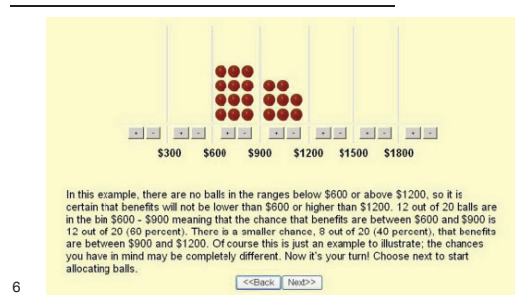 + - + - + - + - + - + - + -
$300 $600 $900 $1200 $1500 $1800
In this example, there are no balls in the ranges below $600 or above $1200, so it is
certain that benefits will not be lower than $600 or higher than $1200. 12 out of 20 balls are
in the bin $600 - $900 meaning that the chance that benefits are between $600 and $900 is
12 out of 20 (60 percent). There is a smaller chance, 8 out of 20 (40 percent), that benefits
are between $900 and $1200. Of course this is just an example to illustrate; the chances
you have in mind may be completely different. Now it's your turn! Choose next to start
allocating balls.
<<Back Next>>
6